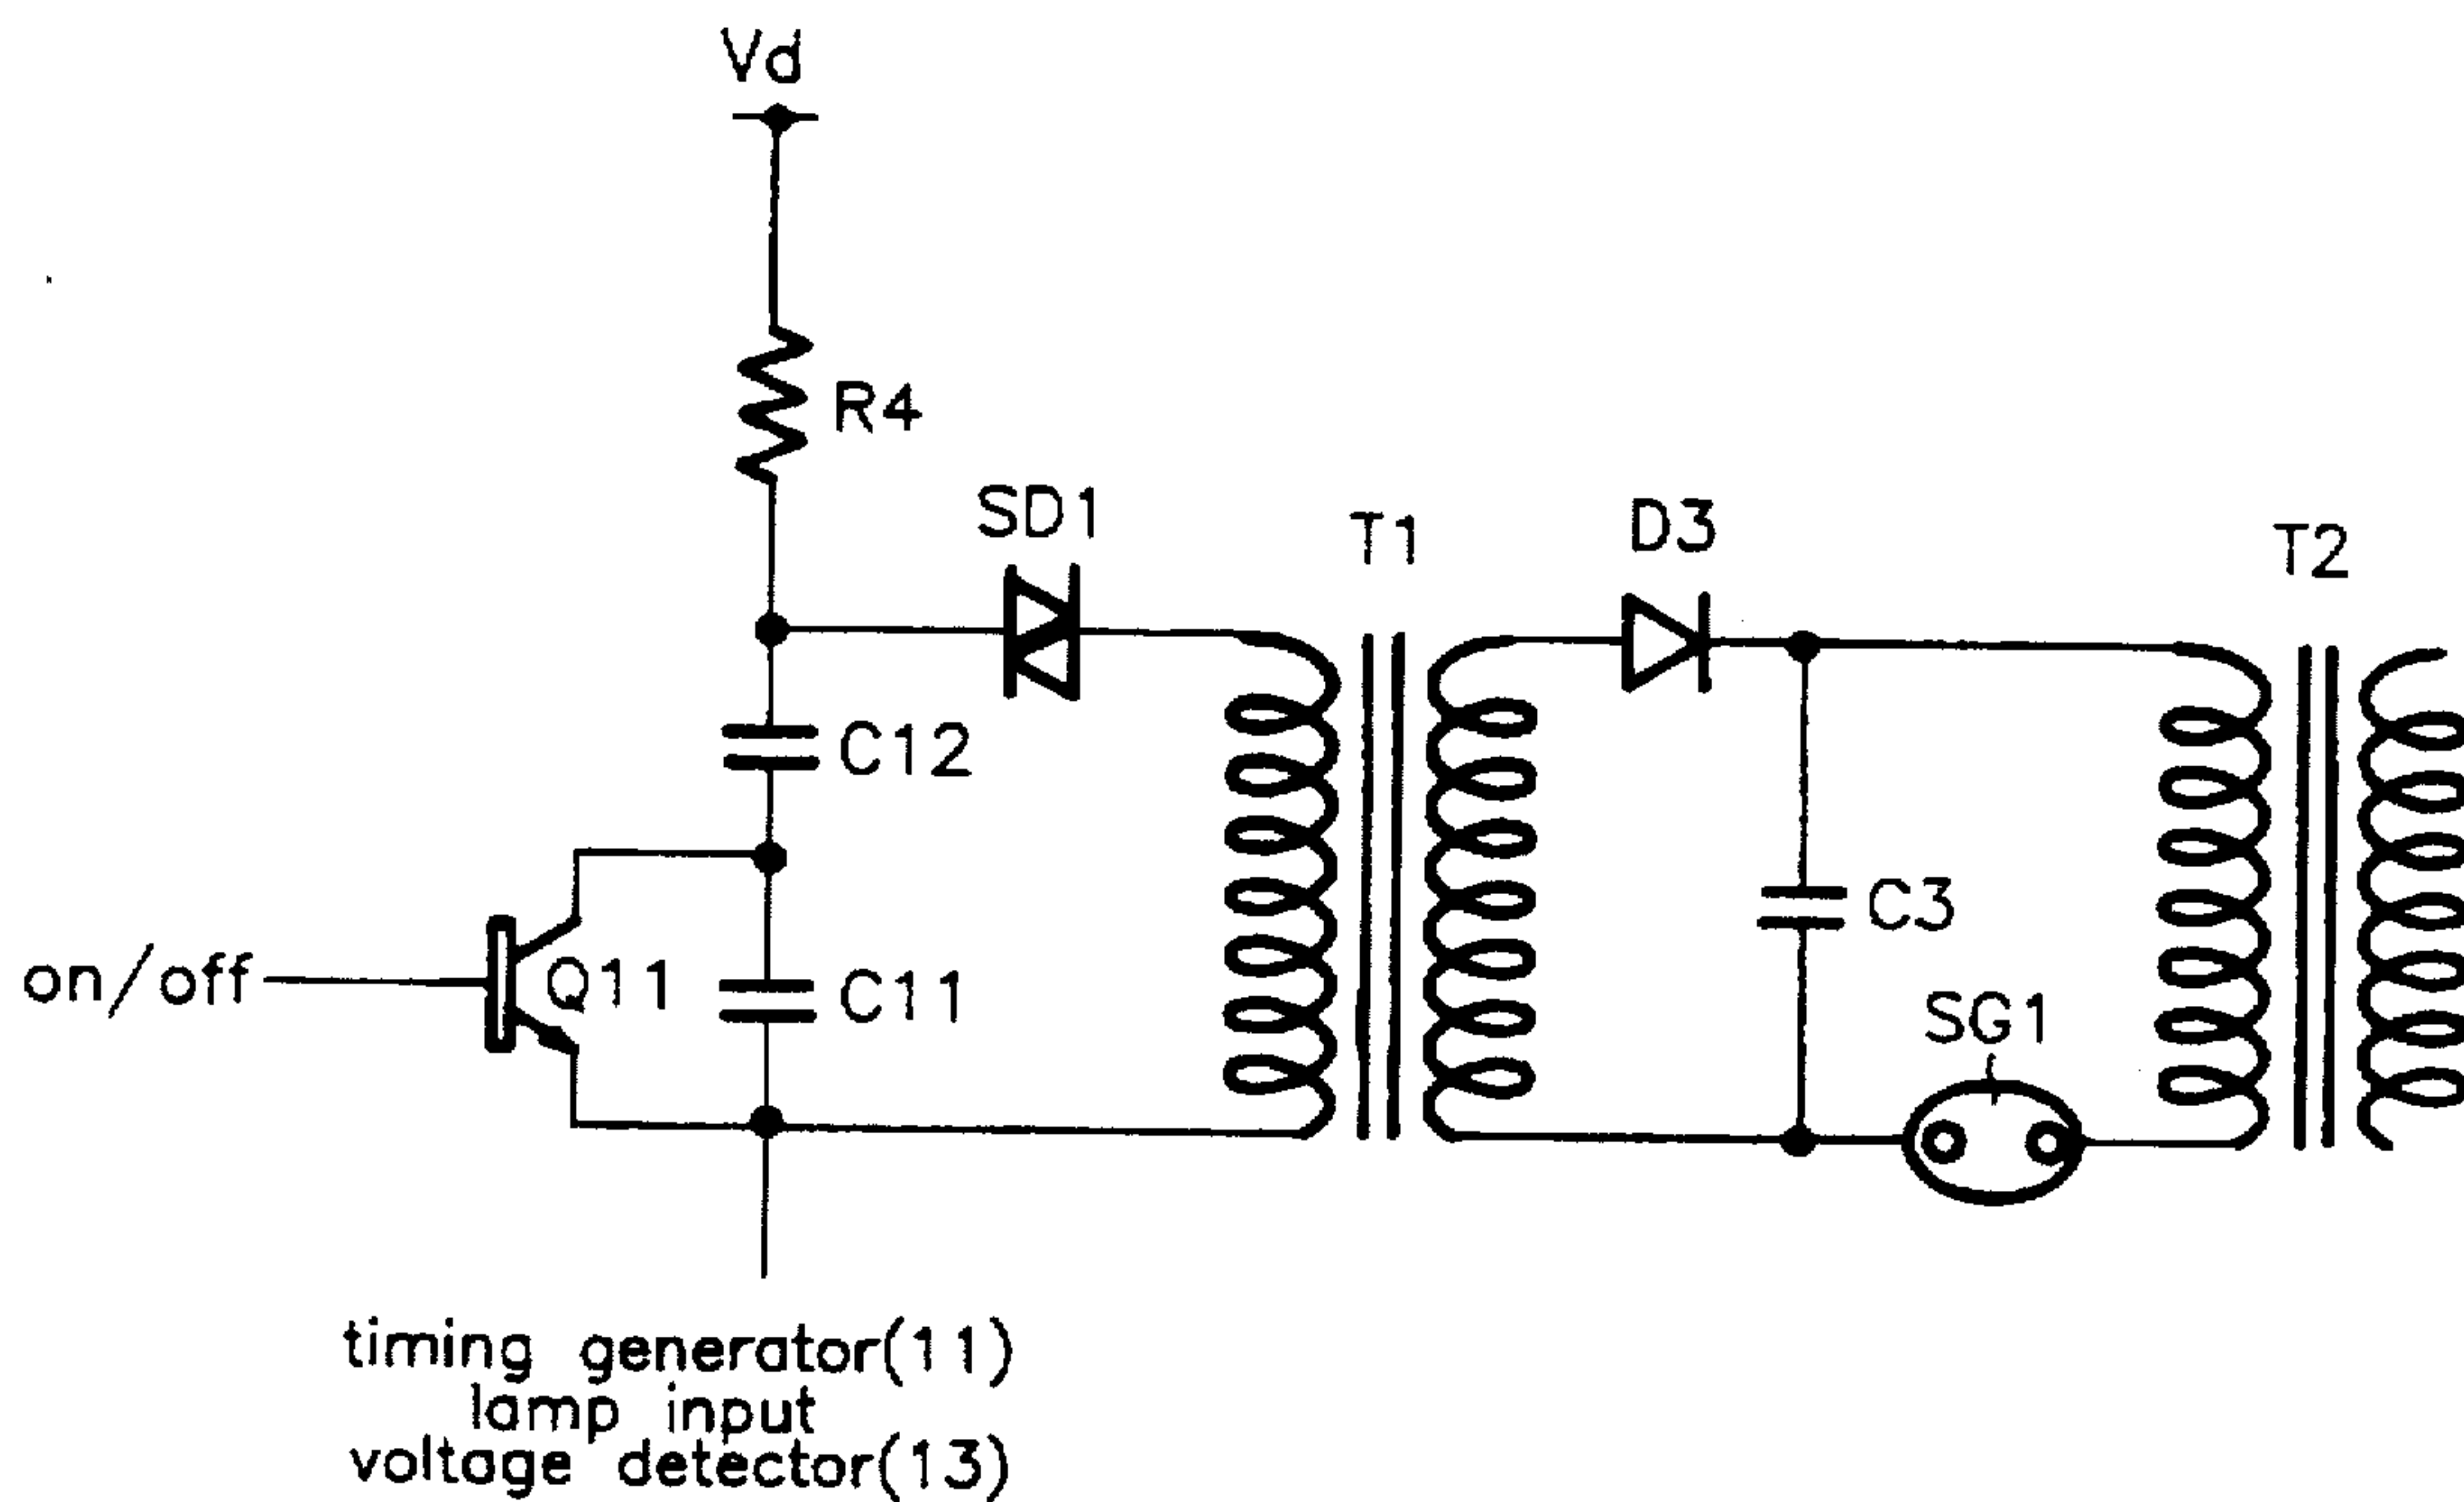 Vd
R4
SD1
T1
D3
T2
C12
on/off
Q11
C11
C3
SG1
timing generator(11)
lamp input
voltage detector(13)